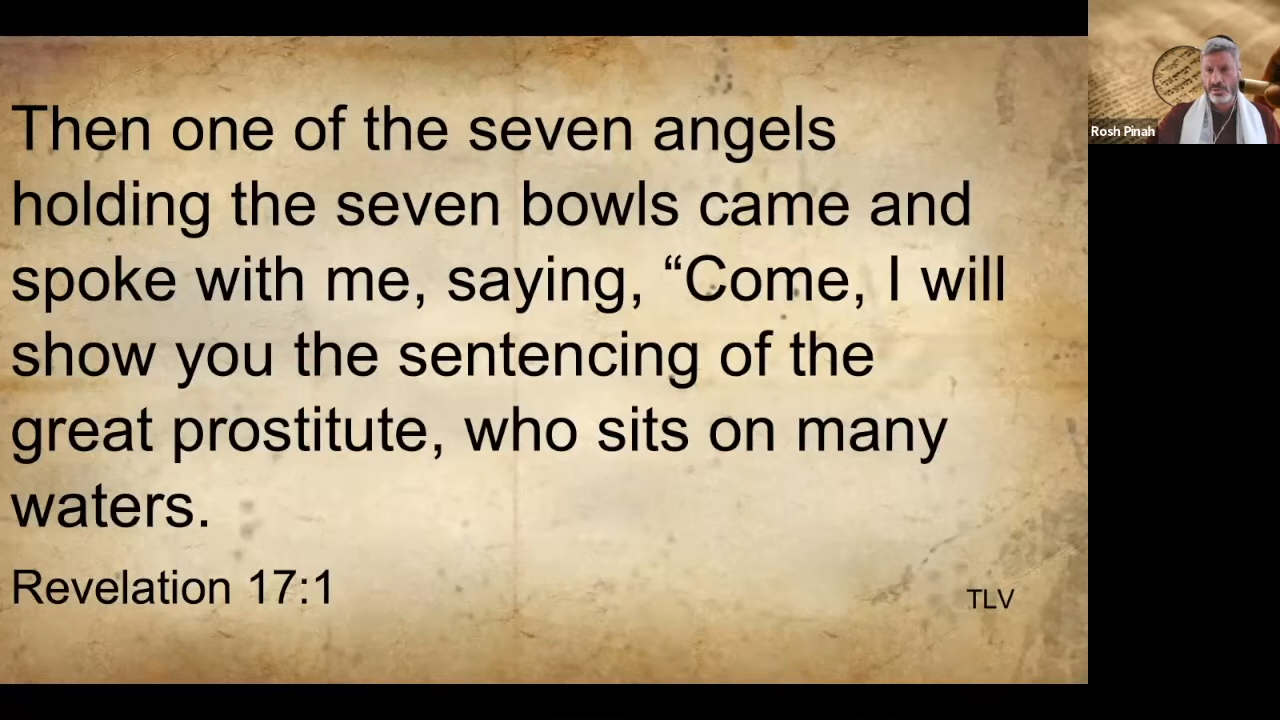 Then one of the seven angels
holding the seven bowls came and
spoke with me, saying, “Come, I will
show you the sentencing of the
great prostitute, who sits on many
waters.
Revelation 17:1
TLV
Rosh Pinah